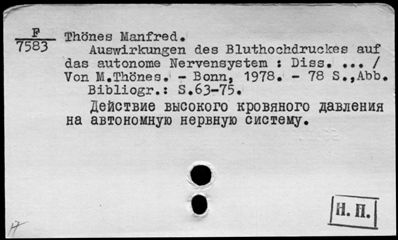 F
7583
Thönes Manfred.
Auswirkungen des Bluthochdruckes auf
das autonome Nervensystem : Diss. ... /
Von M.Thönes. - Bonn, 1978. - 78 S.,Abb.
Bibliogr.: S.63-75.
Действие высокого кровяного давления
на автономную нервную систему.
Н. П.